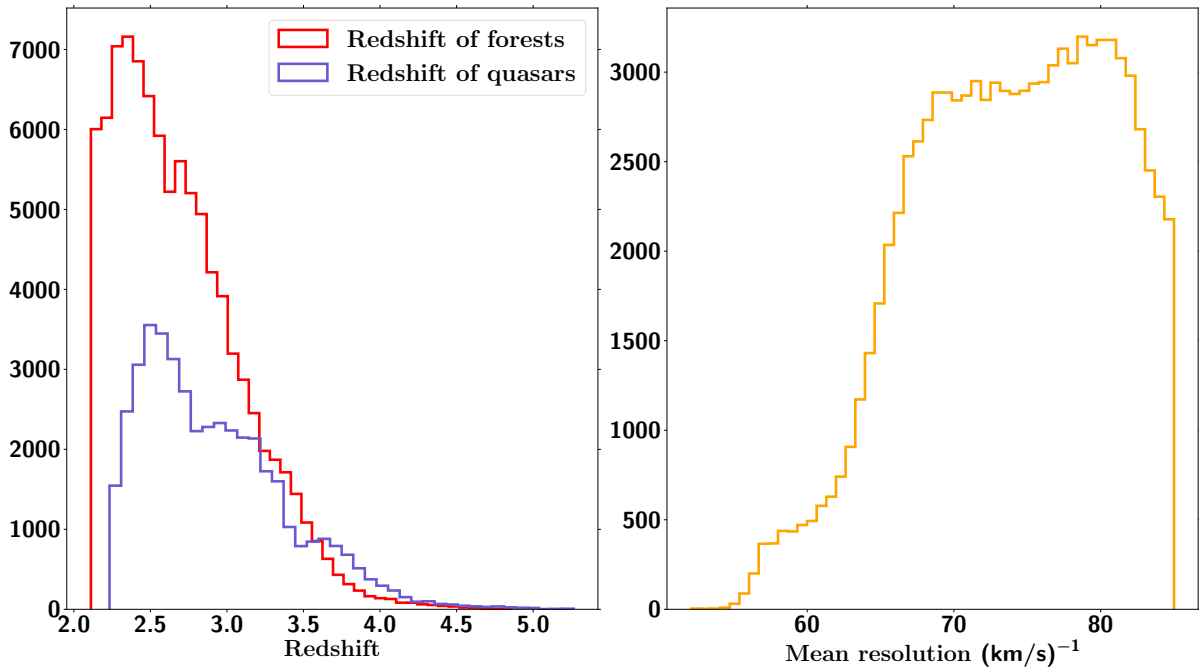 7000
6000
5000
4000
3000
2000
1000
0
2.0 2.5 3.0 3.5 4.0 4.5 5.0
Redshift
Redshift of forests
Redshift of quasars
3000
2500
2000
1500
1000
500
0
60 70 80
Mean resolution (km/s)⁻¹